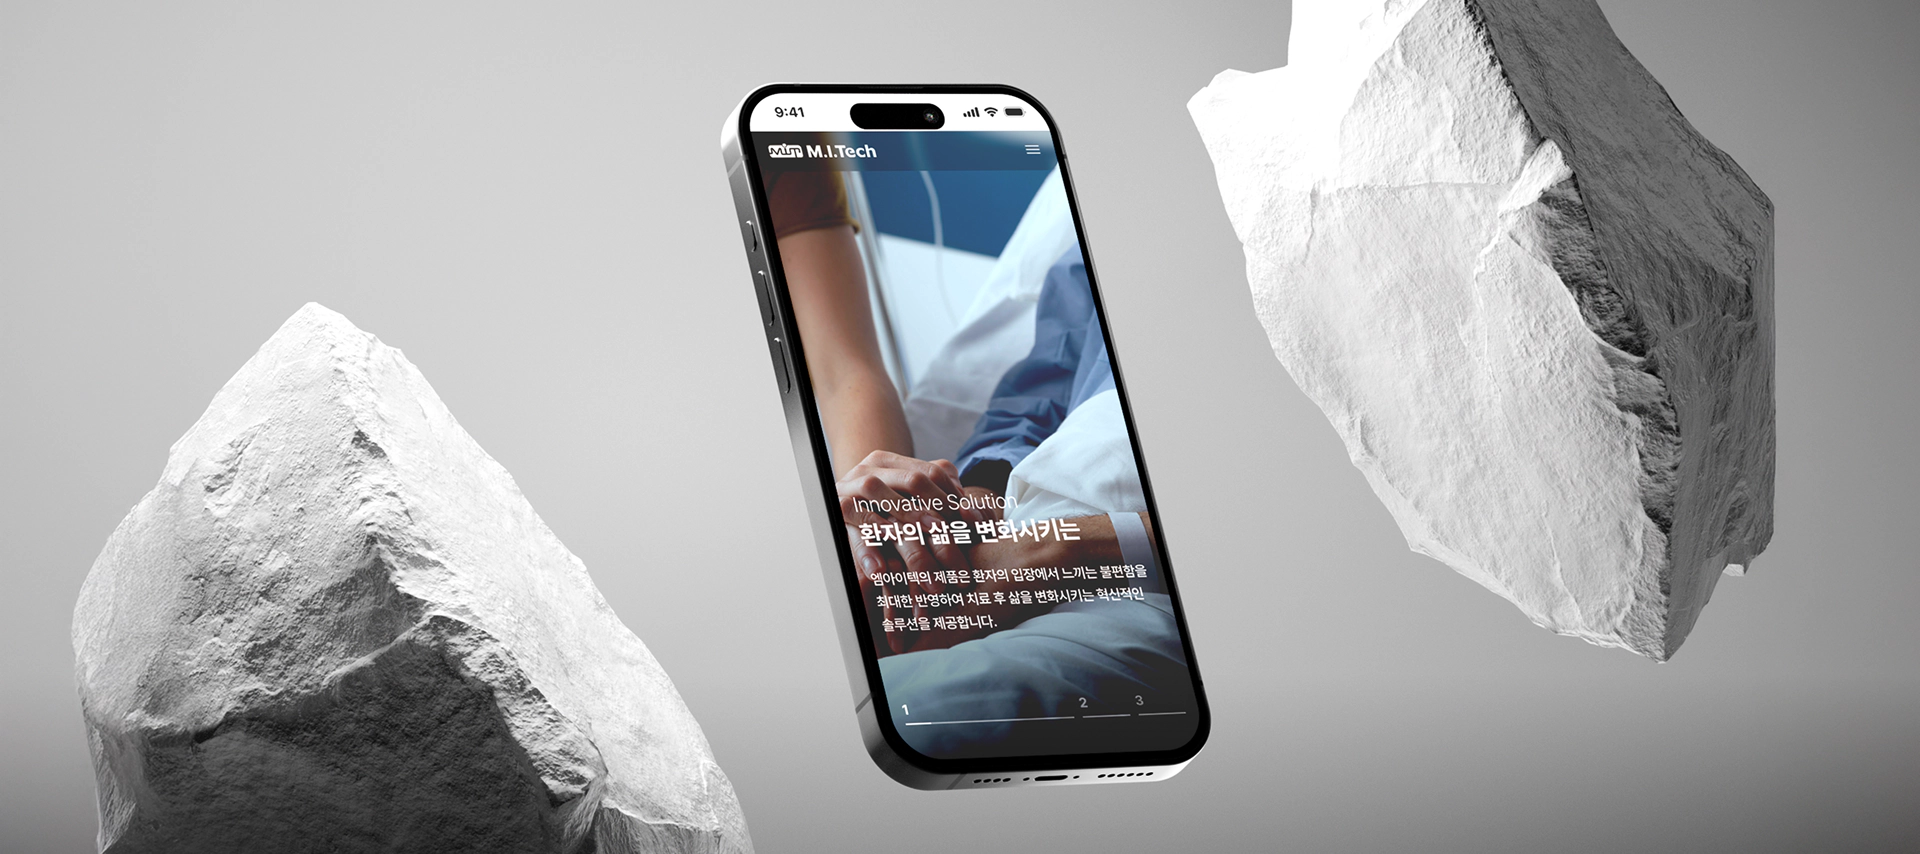 9:41
M.I.Tech
Innovative Solution
환자의 삶을 변화시키는
엠아이텍의 제품은 환자의 입장에서 느끼는 불편함을
최대한 반영하여 치료 후 삶을 변화시키는 혁신적인
솔루션을 제공합니다.
1 2 3